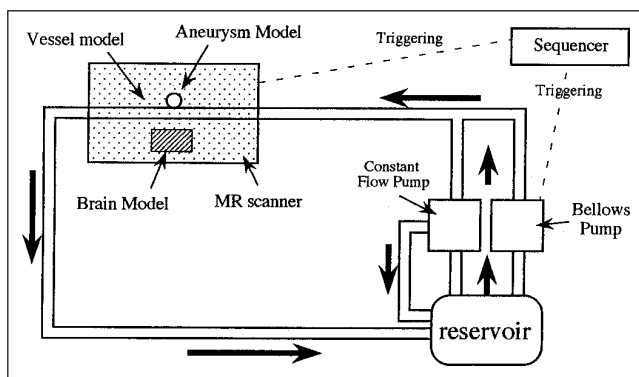 Aneurysm Model
Vessel model
Triggering
Sequencer
Triggering
Constant
Flow Pump
Brain Model
MR scanner
Bellows
Pump
reservoir